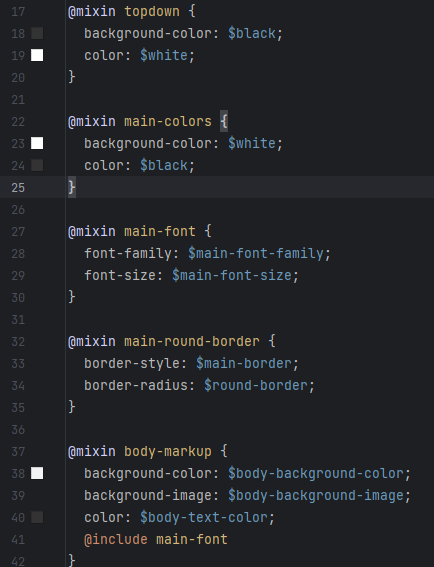 17 @mixin topdown {
18 background-color: $black;
19 color: $white;
20 }
21
22 @mixin main-colors {
23 background-color: $white;
24 color: $black;
25 }
26
27 @mixin main-font {
28 font-family: $main-font-family;
29 font-size: $main-font-size;
30 }
31
32 @mixin main-round-border {
33 border-style: $main-border;
34 border-radius: $round-border;
35 }
36
37 @mixin body-markup {
38 background-color: $body-background-color;
39 background-image: $body-background-image;
40 color: $body-text-color;
41 @include main-font
42 }